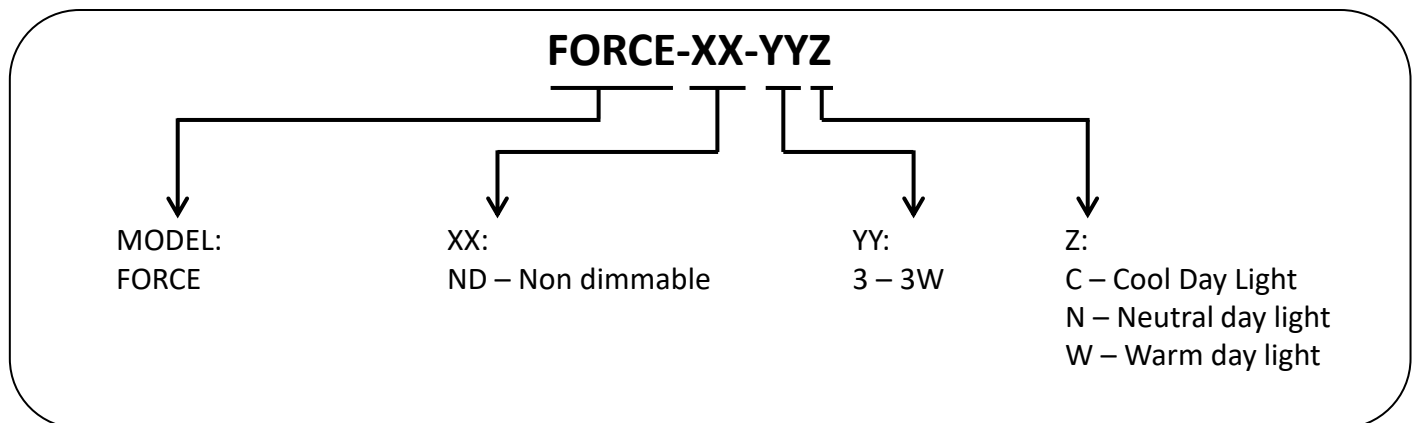 FORCE-XX-YYZ
MODEL:
FORCE
XX:
ND – Non dimmable
YY:
3 – 3W
Z:
C – Cool Day Light
N – Neutral day light
W – Warm day light